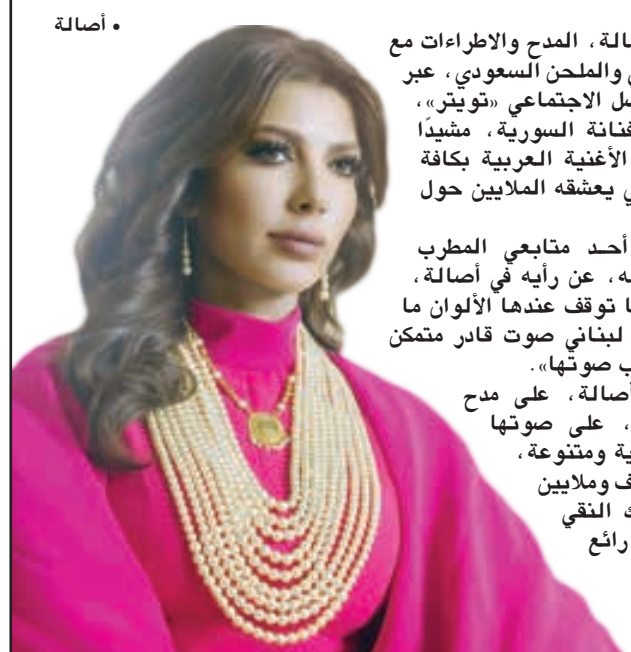 • أصالة
صالة، المدح والاطراءات مع
والملحن السعودي، عبر
الاجتماعي «تويتر»،
فنانة السورية، مشيدًا
الأغنية العربية بكافة
يعشقه الملايين حول
أحد متابعي المطرب
عن رأيه في أصالة،
توقف عندها الألوان ما
لبناني صوت قادر متمكن
صوتها».
أصالة، على مدح
، على صوتها
ومتنوعة،
وملايين
النقي
رائع